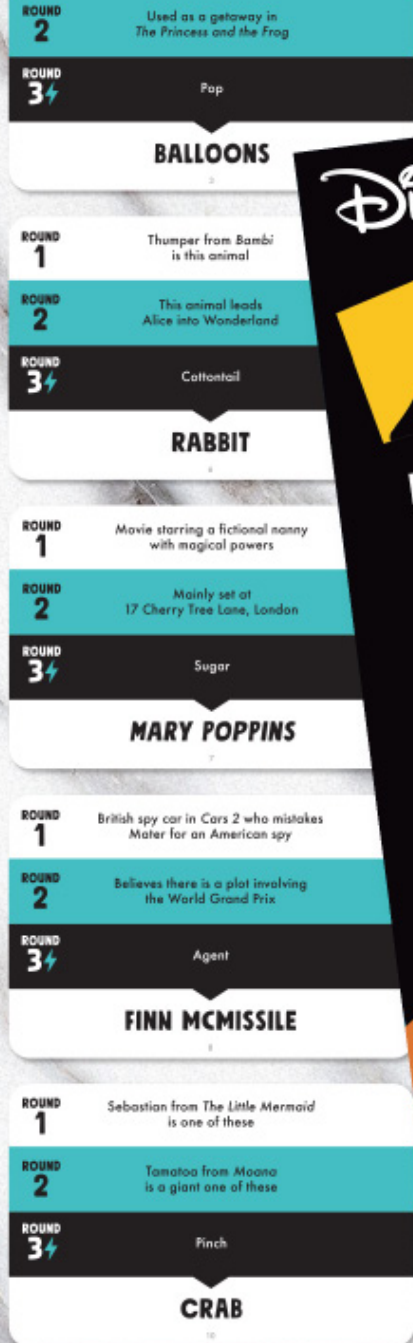 ROUND
2
Used as a getaway in
The Princess and the Frog
ROUND
3
Pop
BALLOONS
3
ROUND
1
Thumper from Bambi
is this animal
ROUND
2
This animal leads
Alice into Wonderland
ROUND
3
Cottontail
RABBIT
ROUND
1
Movie starring a fictional nanny
with magical powers
ROUND
2
Mainly set at
17 Cherry Tree Lane, London
ROUND
3
Sugar
MARY POPPINS
7
ROUND
1
British spy car in Cars 2 who mistakes
Mater for an American spy
ROUND
2
Believes there is a plot involving
the World Grand Prix
ROUND
3
Agent
FINN MCMISSILE
ROUND
1
Sebastian from The Little Mermaid
is one of these
ROUND
2
Tamatoa from Moana
is a giant one of these
ROUND
3
Pinch
CRAB
10
Di